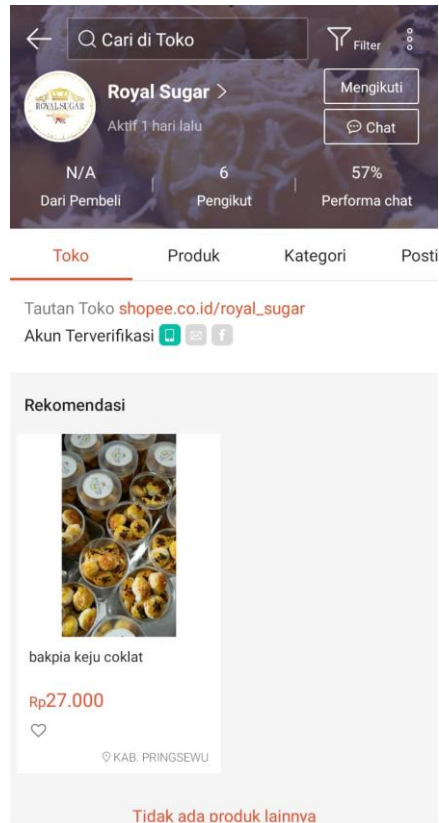 Cari di Toko
Filter
Royal Sugar >
Mengikuti
ROYAL SUGAR
Aktif 1 hari lalu
Chat
N/A
6
57%
Dari Pembeli
Pengikut
Performa chat
Toko
Produk
Kategori
Posti
Tautan Toko shopee.co.id/royal_sugar
Akun Terverifikasi
Rekomendasi
bakpia keju coklat
Rp27.000
KAB. PRINGSEWU
Tidak ada produk lainnya